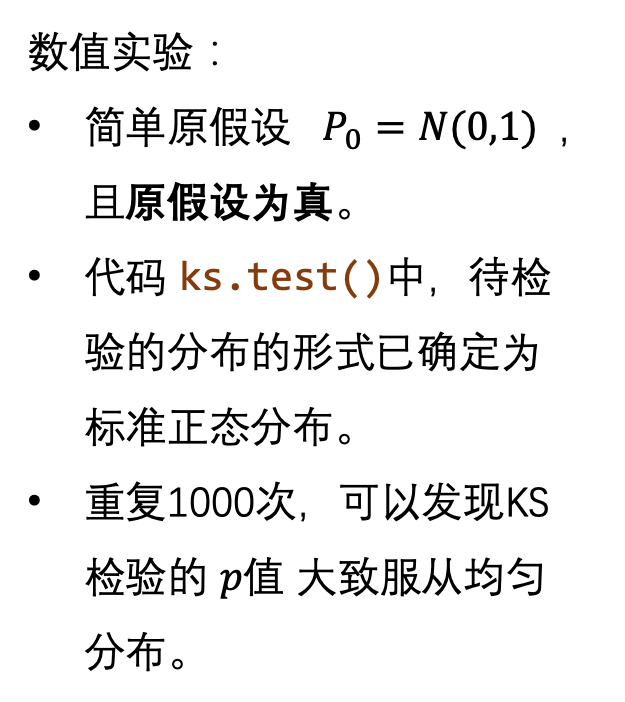 数值实验：
• 简单原假设 P₀ = N(0,1)，
且原假设为真。
• 代码 ks.test()中，待检
验的分布的形式已确定为
标准正态分布。
• 重复1000次，可以发现KS
检验的 p值 大致服从均匀
分布。